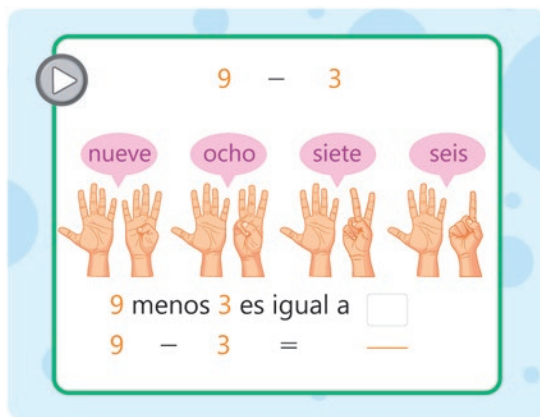 9 − 3
nueve ocho siete seis
9 menos 3 es igual a
9 − 3 =